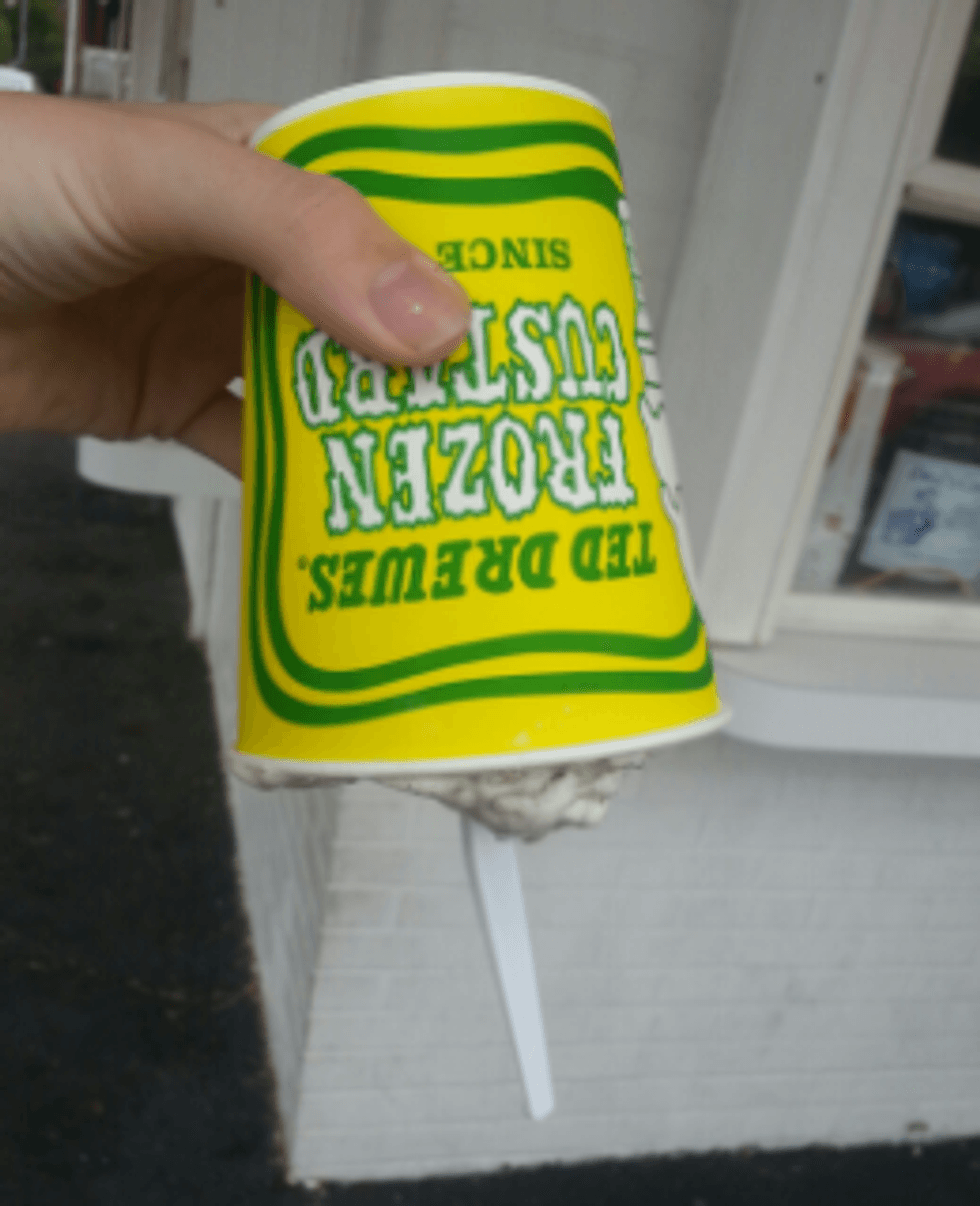 TED DREWES®
FROZEN
CUSTARD
SINCE